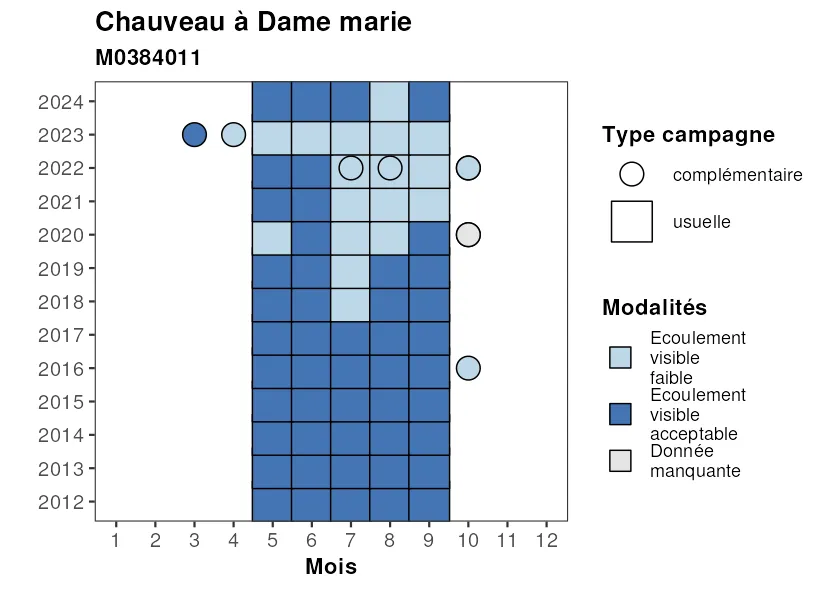 Chauveau à Dame marie
M0384011
2024
2023
2022
2021
2020
2019
2018
2017
2016
2015
2014
2013
2012
1 2 3 4 5 6 7 8 9 10 11 12
Mois
Type campagne
complémentaire
usuelle
Modalités
Ecoulement
visible
faible
Ecoulement
visible
acceptable
Donnée
manquante